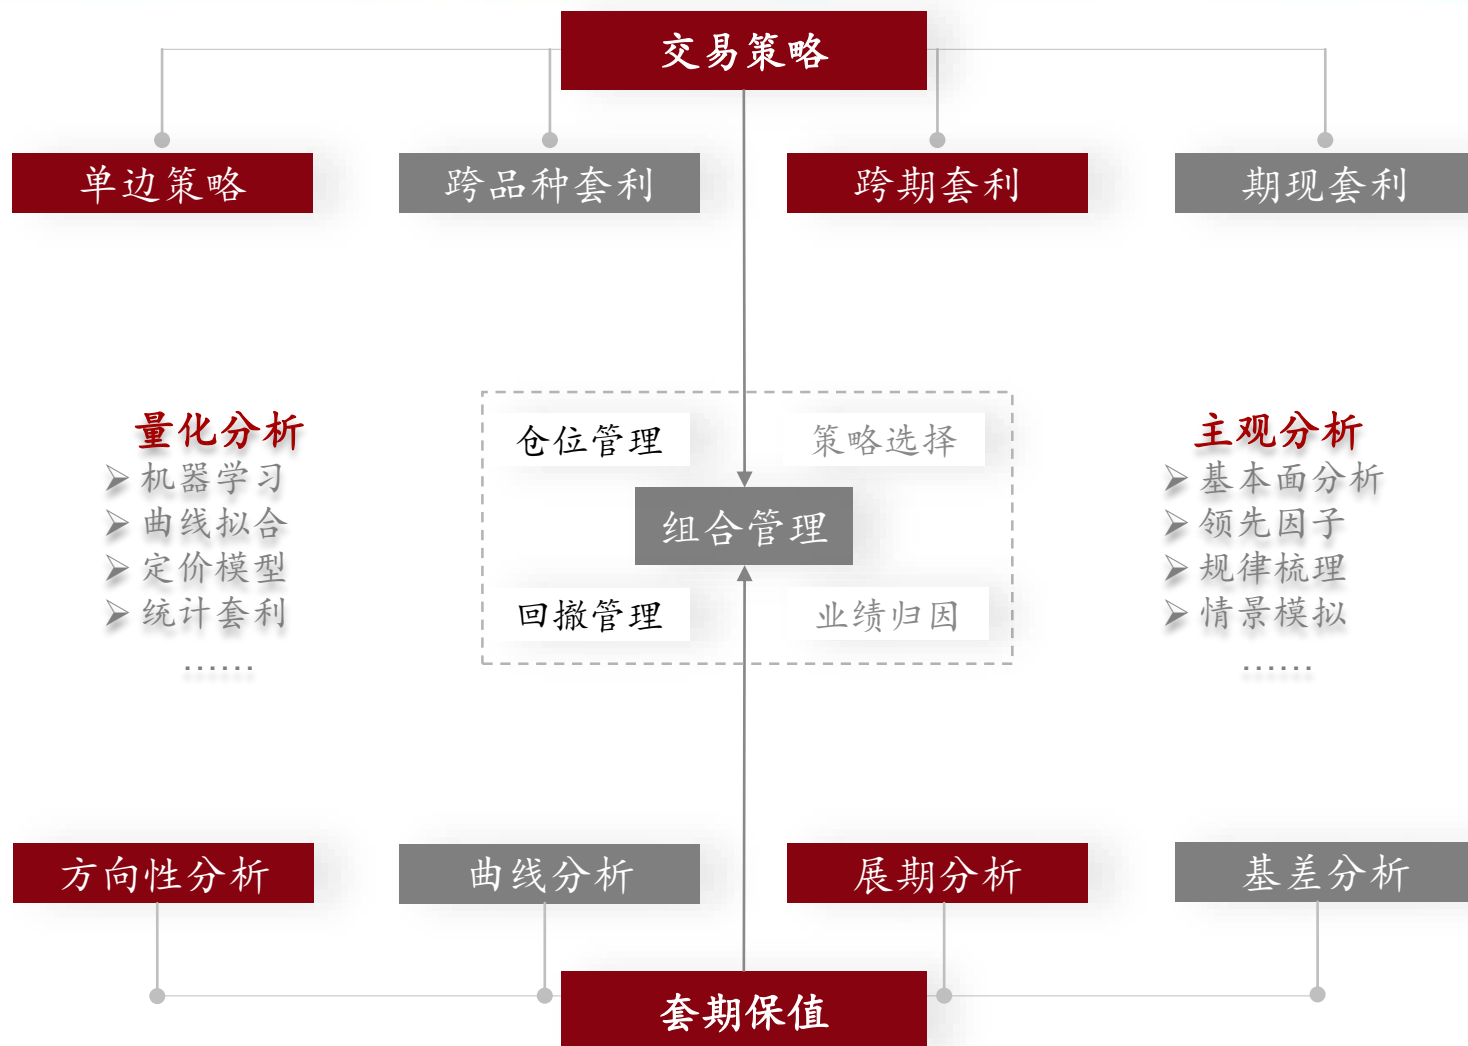 交易策略
单边策略
跨品种套利
跨期套利
期现套利
量化分析
机器学习
曲线拟合
定价模型
统计套利
……
仓位管理
策略选择
组合管理
回撤管理
业绩归因
主观分析
基本面分析
领先因子
规律梳理
情景模拟
……
方向性分析
曲线分析
展期分析
基差分析
套期保值